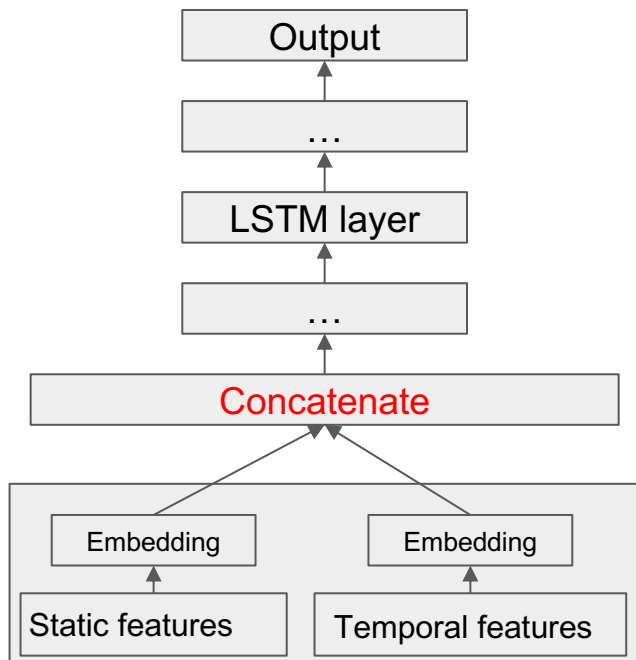 Output
...
LSTM layer
...
Concatenate
Embedding
Embedding
Static features
Temporal features